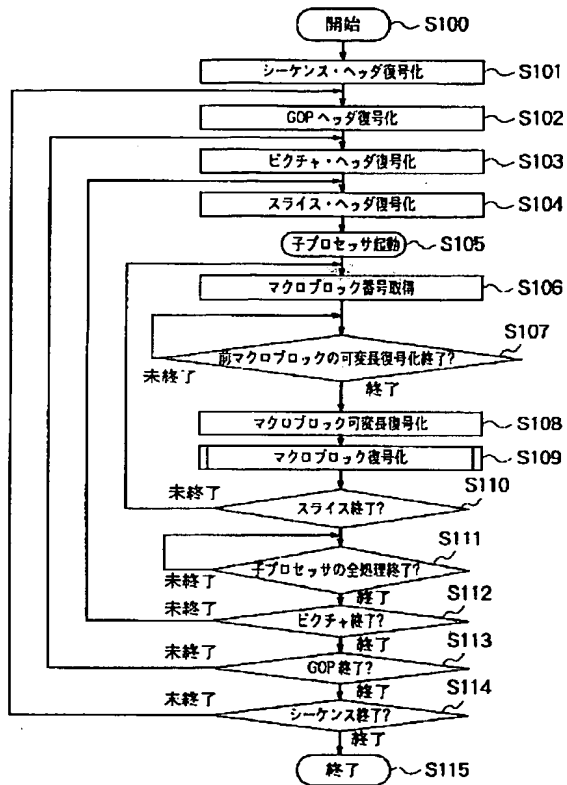 開始 S100
シーケンス・ヘッダ復号化 S101
GOPヘッダ復号化 S102
ピクチャ・ヘッダ復号化 S103
スライス・ヘッダ復号化 S104
子プロセッサ起動 S105
マクロブロック番号取得 S106
S107
前マクロブロックの可変長復号化終了?
未終了
終了
マクロブロック可変長復号化 S108
マクロブロック復号化 S109
S110
未終了
スライス終了?
S111
子プロセッサの全処理終了?
未終了
終了
S112
未終了
ピクチャ終了?
終了
S113
未終了
GOP終了?
終了
S114
未終了
シーケンス終了?
終了
終了 S115